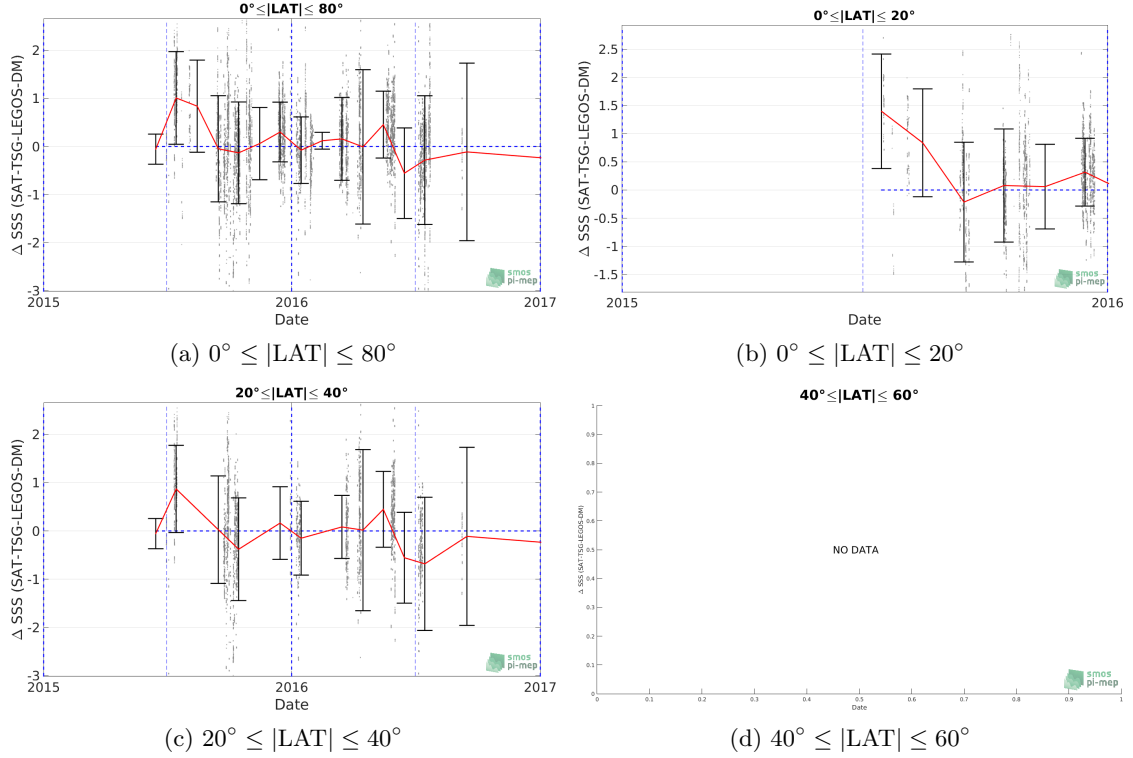 0°≤|LAT|≤ 80°
2
1
0
-1
-2
-3
Δ SSS (SAT-TSG-LEGOS-DM)
2015
2016
2017
Date
smos
pi-mep
(a) 0° ≤ |LAT| ≤ 80°
0°≤|LAT|≤ 20°
2.5
2
1.5
1
0.5
0
-0.5
-1
-1.5
Δ SSS (SAT-TSG-LEGOS-DM)
2015
2016
Date
smos
pi-mep
(b) 0° ≤ |LAT| ≤ 20°
20°≤|LAT|≤ 40°
2
1
0
-1
-2
-3
Δ SSS (SAT-TSG-LEGOS-DM)
2015
2016
2017
Date
smos
pi-mep
(c) 20° ≤ |LAT| ≤ 40°
40°≤|LAT|≤ 60°
1
0.9
0.8
0.7
0.6
0.5
0.4
0.3
0.2
0.1
0
Δ SSS (SAT-TSG-LEGOS-DM)
NO DATA
0
0.1
0.2
0.3
0.4
0.5
0.6
0.7
0.8
0.9
1
Date
smos
pi-mep
(d) 40° ≤ |LAT| ≤ 60°